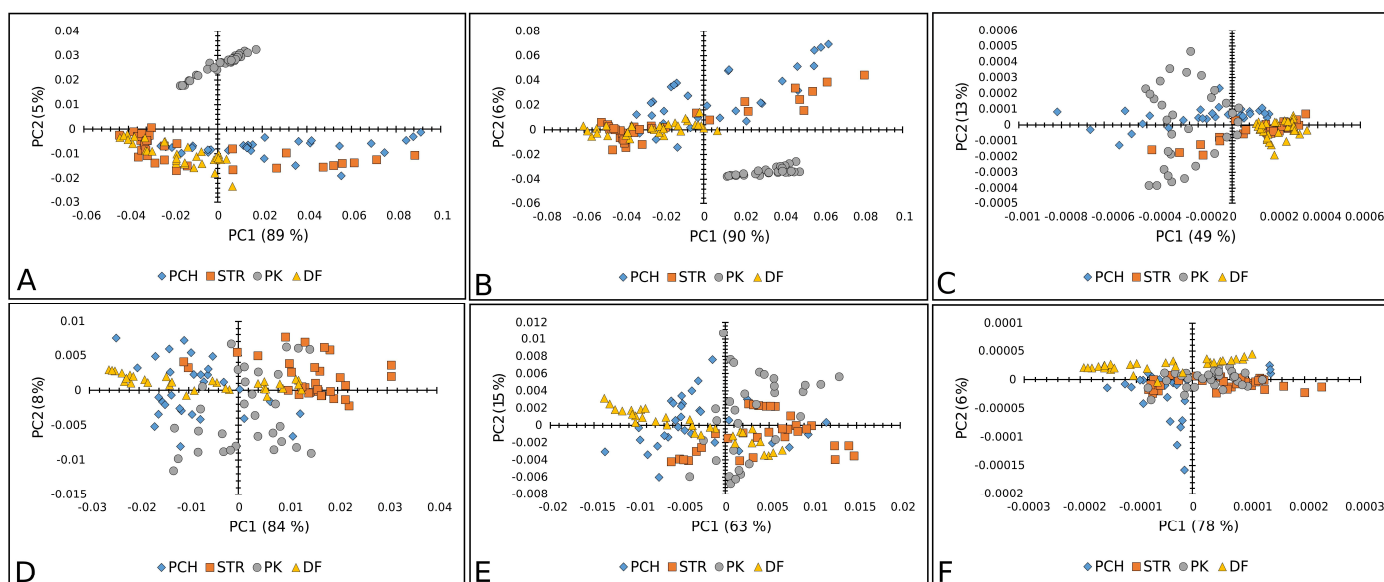 0.04
0.03
0.02
0.01
0
-0.01
-0.02
-0.03
PC2 (5%)
-0.06 -0.04 -0.02 0 0.02 0.04 0.06 0.08 0.1
PC1 (89 %)
A
PCH STR PK DF
0.08
0.06
0.04
0.02
0
-0.02
-0.04
-0.06
PC2 (6%)
-0.08 -0.06 -0.04 -0.02 0 0.02 0.04 0.06 0.08 0.1
PC1 (90 %)
B
PCH STR PK DF
0.0006
0.0005
0.0004
0.0003
0.0002
0.0001
0
-0.0001
-0.0002
-0.0003
-0.0004
-0.0005
PC2 (13%)
-0.001 -0.0008 -0.0006 -0.0004 -0.0002 0 0.0002 0.0004 0.0006
PC1 (49 %)
C
PCH STR PK DF
0.01
0.005
0
-0.005
-0.01
-0.015
PC2 (8%)
-0.03 -0.02 -0.01 0 0.01 0.02 0.03 0.04
PC1 (84 %)
D
PCH STR PK DF
0.012
0.01
0.008
0.006
0.004
0.002
0
-0.002
-0.004
-0.006
-0.008
PC2 (15%)
-0.02 -0.02 -0.01 -0.005 0 0.005 0.01 0.015 0.02
PC1 (63 %)
E
PCH STR PK DF
0.0001
0.00005
0
-0.00005
-0.0001
-0.00015
0.0002
PC2 (6%)
-0.0003 -0.0002 -0.0001 0 0.0001 0.0002 0.0003
PC1 (78 %)
F
PCH STR PK DF